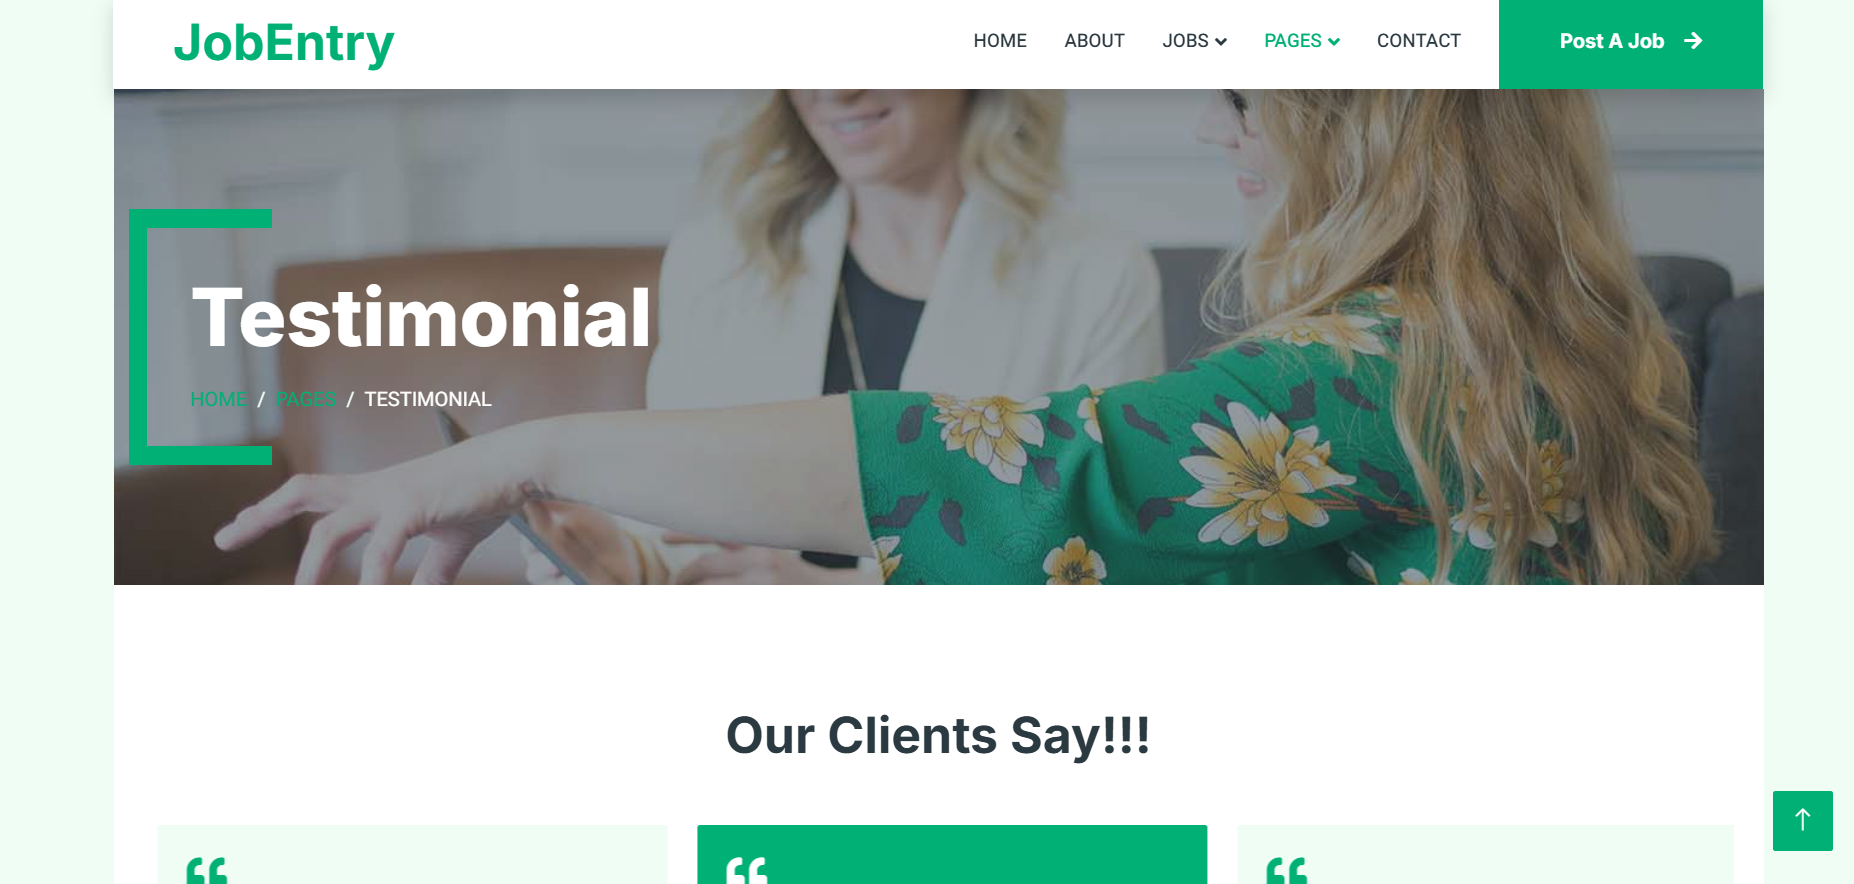 JobEntry
HOME ABOUT JOBS PAGES CONTACT Post A Job
Testimonial
HOME / PAGES / TESTIMONIAL
Our Clients Say!!!